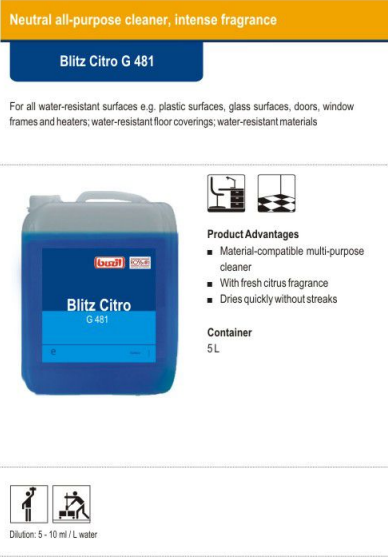 Neutral all-purpose cleaner, intense fragrance
Blitz Citro G 481
For all water-resistant surfaces e.g. plastic surfaces, glass surfaces, doors, window
frames and heaters; water-resistant floor coverings; water-resistant materials
buzil
Blitz Citro
G 481
Product Advantages
Material-compatible multi-purpose
cleaner
With fresh citrus fragrance
Dries quickly without streaks
Container
5 L
Dilution: 5 - 10 ml / L water